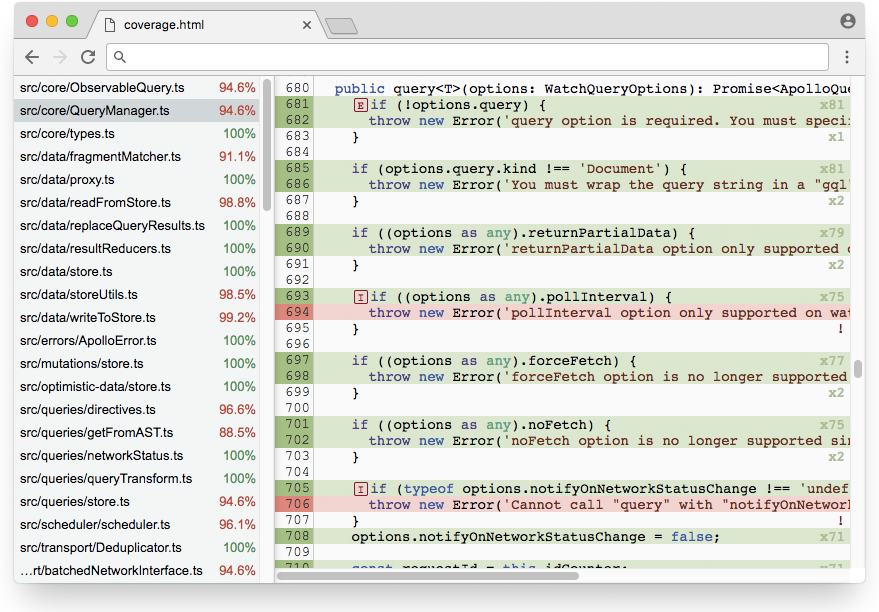 coverage.html
src/core/ObservableQuery.ts 94.6%
src/core/QueryManager.ts 94.6%
src/core/types.ts 100%
src/data/fragmentMatcher.ts 91.1%
src/data/proxy.ts 100%
src/data/readFromStore.ts 98.8%
src/data/replaceQueryResults.ts 100%
src/data/resultReducers.ts 100%
src/data/store.ts 100%
src/data/storeUtils.ts 98.5%
src/data/writeToStore.ts 99.2%
src/errors/ApolloError.ts 100%
src/mutations/store.ts 100%
src/optimistic-data/store.ts 100%
src/queries/directives.ts 96.6%
src/queries/getFromAST.ts 88.5%
src/queries/networkStatus.ts 100%
src/queries/queryTransform.ts 100%
src/queries/store.ts 94.6%
src/scheduler/scheduler.ts 96.1%
src/transport/Deduplicator.ts 100%
...rt/batchedNetworkInterface.ts 94.6%
680 public query<T>(options: WatchQueryOptions): Promise<ApolloQue
681 E if (!options.query) { x81
682 throw new Error('query option is required. You must speci
683 } x1
684
685 if (options.query.kind !== 'Document') { x81
686 throw new Error('You must wrap the query string in a "gql"
687 } x2
688
689 if ((options as any).returnPartialData) { x79
690 throw new Error('returnPartialData option only supported o
691 } x2
692
693 I if ((options as any).pollInterval) { x75
694 throw new Error('pollInterval option only supported on wat
695 } !
696
697 if ((options as any).forceFetch) { x77
698 throw new Error('forceFetch option is no longer supported
699 } x2
700
701 if ((options as any).noFetch) { x75
702 throw new Error('noFetch option is no longer supported sin
703 } x2
704
705 I if (typeof options.notifyOnNetworkStatusChange !== 'undef
706 throw new Error('Cannot call "query" with "notifyOnNetwork
707 } !
708 options.notifyOnNetworkStatusChange = false; x71
709
710 const requestId = this.idCounter; x71